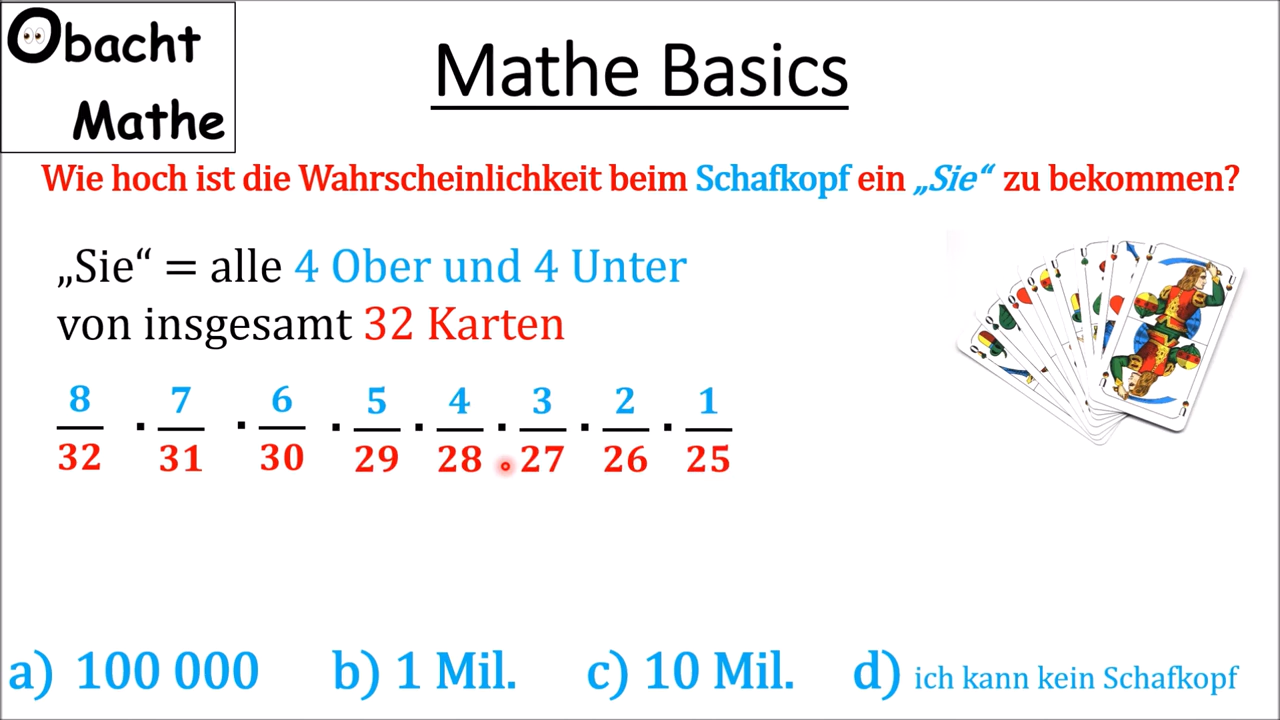 Obacht
Mathe
Mathe Basics
Wie hoch ist die Wahrscheinlichkeit beim Schafkopf ein „Sie“ zu bekommen?
„Sie“ = alle 4 Ober und 4 Unter
von insgesamt 32 Karten
8/32 · 7/31 · 6/30 · 5/29 · 4/28 · 3/27 · 2/26 · 1/25
a) 100 000 b) 1 Mil. c) 10 Mil. d) ich kann kein Schafkopf